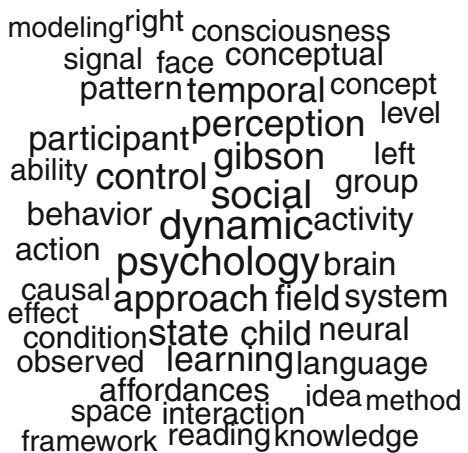 modeling right consciousness
signal face conceptual
pattern temporal concept
participant perception level
ability control gibson left
social group
behavior dynamic activity
action psychology brain
causal approach field system
effect
condition state child neural
observed learning language
affordances idea method
space interaction
framework reading knowledge